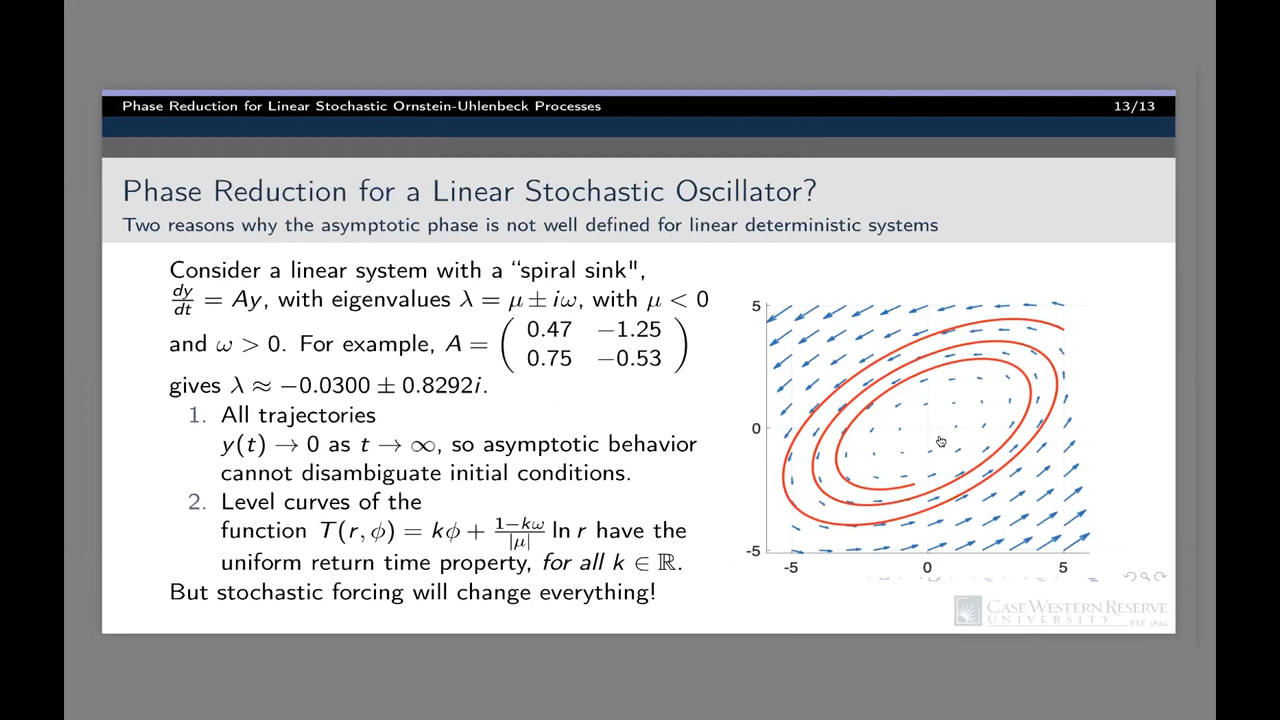 Phase Reduction for Linear Stochastic Ornstein-Uhlenbeck Processes 13/13
Phase Reduction for a Linear Stochastic Oscillator?
Two reasons why the asymptotic phase is not well defined for linear deterministic systems
Consider a linear system with a “spiral sink",
dy/dt = Ay, with eigenvalues λ = μ ± iω, with μ < 0
and ω > 0. For example, A = ( 0.47 −1.25
0.75 −0.53 )
gives λ ≈ −0.0300 ± 0.8292i.
1. All trajectories
y(t) → 0 as t → ∞, so asymptotic behavior
cannot disambiguate initial conditions.
2. Level curves of the
function T(r, ϕ) = kϕ + (1−kω)/|μ| ln r have the
uniform return time property, for all k ∈ ℝ.
But stochastic forcing will change everything!
5
0
-5
-5 0 5
CASE WESTERN RESERVE
UNIVERSITY EST. 1826